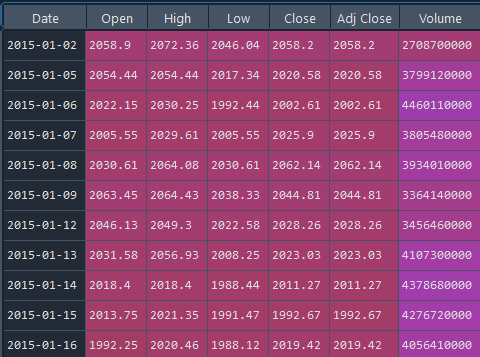 Date Open High Low Close Adj Close Volume
2015-01-02 2058.9 2072.36 2046.04 2058.2 2058.2 2708700000
2015-01-05 2054.44 2054.44 2017.34 2020.58 2020.58 3799120000
2015-01-06 2022.15 2030.25 1992.44 2002.61 2002.61 4460110000
2015-01-07 2005.55 2029.61 2005.55 2025.9 2025.9 3805480000
2015-01-08 2030.61 2064.08 2030.61 2062.14 2062.14 3934010000
2015-01-09 2063.45 2064.43 2038.33 2044.81 2044.81 3364140000
2015-01-12 2046.13 2049.3 2022.58 2028.26 2028.26 3456460000
2015-01-13 2031.58 2056.93 2008.25 2023.03 2023.03 4107300000
2015-01-14 2018.4 2018.4 1988.44 2011.27 2011.27 4378680000
2015-01-15 2013.75 2021.35 1991.47 1992.67 1992.67 4276720000
2015-01-16 1992.25 2020.46 1988.12 2019.42 2019.42 4056410000